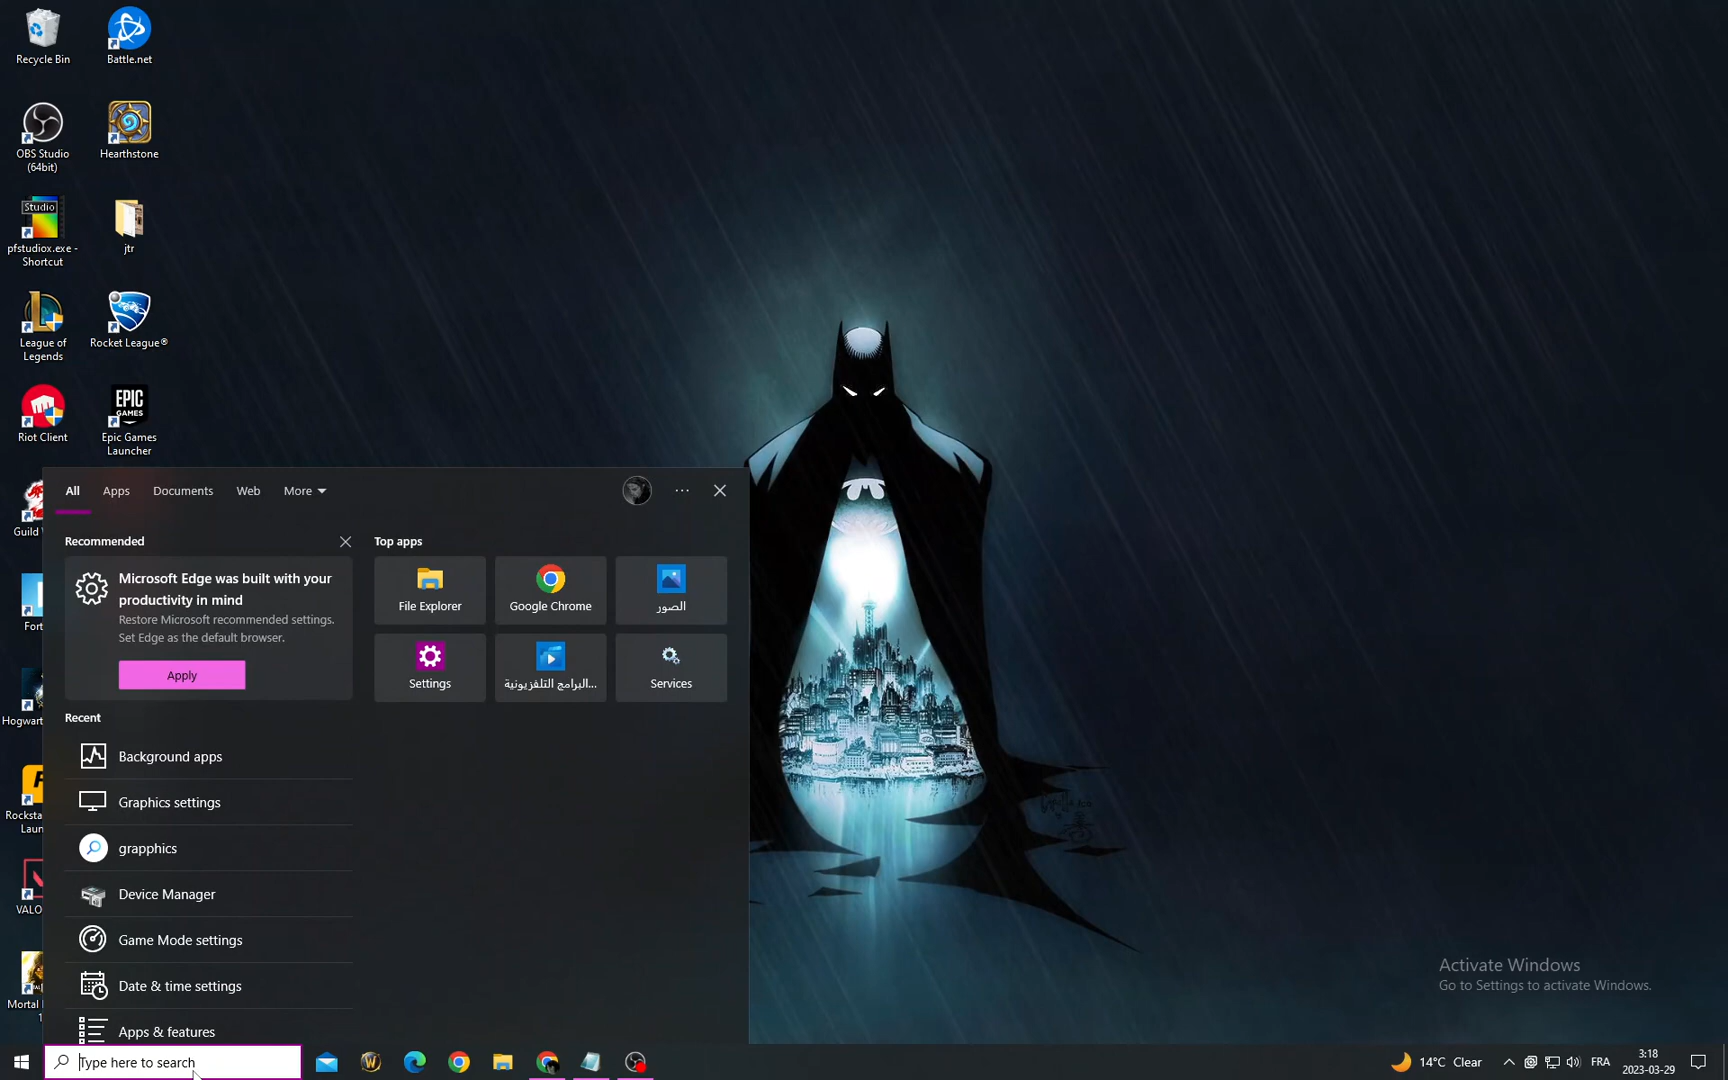 Recycle Bin
Battle.net
OBS Studio
(64bit)
Hearthstone
Studio
pfstudiox.exe -
Shortcut
jtr
League of
Legends
Rocket League®
Riot Client
EPIC
GAMES
Epic Games
Launcher
Guild
Fort
Hogwart
Rocksta
Laun
VALO
Mortal
1
All
Apps
Documents
Web
More
Recommended
Microsoft Edge was built with your
productivity in mind
Restore Microsoft recommended settings.
Set Edge as the default browser.
Apply
Top apps
File Explorer
Google Chrome
الصور
Settings
البرامج التلفزيونية...
Services
Recent
Background apps
Graphics settings
grapphics
Device Manager
Game Mode settings
Date & time settings
Apps & features
Type here to search
Activate Windows
Go to Settings to activate Windows.
14°C Clear
FRA
3:18
2023-03-29